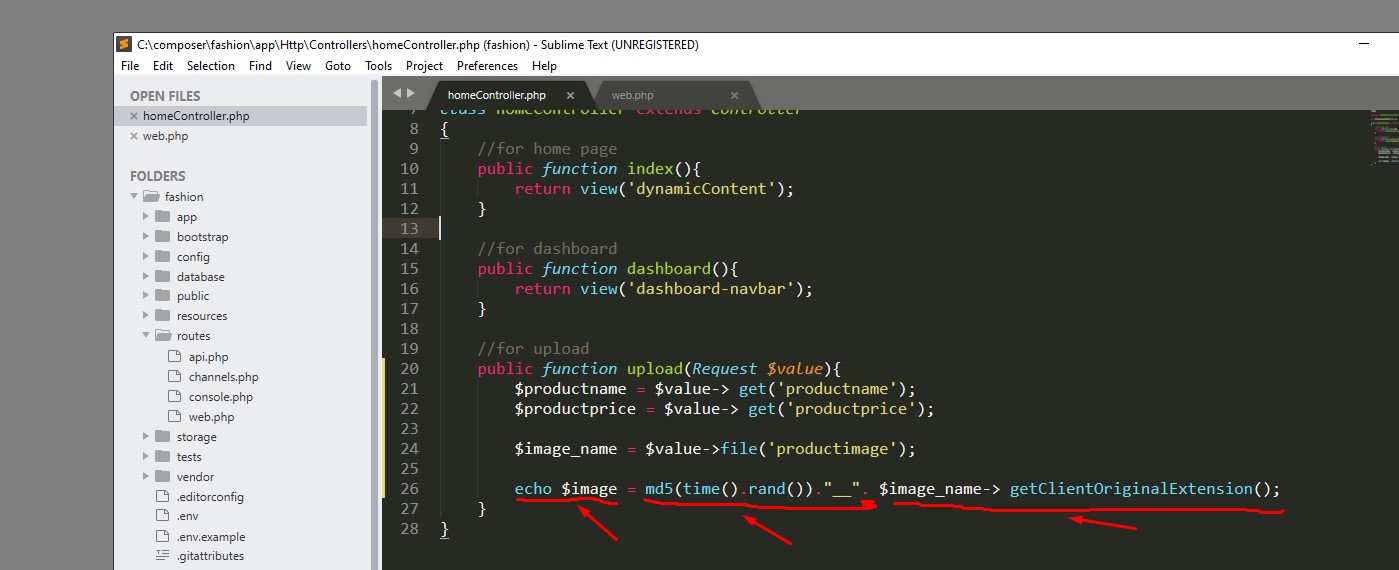 C:\composer\fashion\app\Http\Controllers\homeController.php (fashion) - Sublime Text (UNREGISTERED)
File Edit Selection Find View Goto Tools Project Preferences Help
OPEN FILES
homeController.php
web.php
FOLDERS
fashion
app
bootstrap
config
database
public
resources
routes
api.php
channels.php
console.php
web.php
storage
tests
vendor
.editorconfig
.env
.env.example
.gitattributes
homeController.php web.php
7 class homeController extends Controller
8 {
9 //for home page
10 public function index(){
11 return view('dynamicContent');
12 }
13
14 //for dashboard
15 public function dashboard(){
16 return view('dashboard-navbar');
17 }
18
19 //for upload
20 public function upload(Request $value){
21 $productname = $value-> get('productname');
22 $productprice = $value-> get('productprice');
23
24 $image_name = $value->file('productimage');
25
26 echo $image = md5(time().rand())."__". $image_name-> getClientOriginalExtension();
27 }
28 }